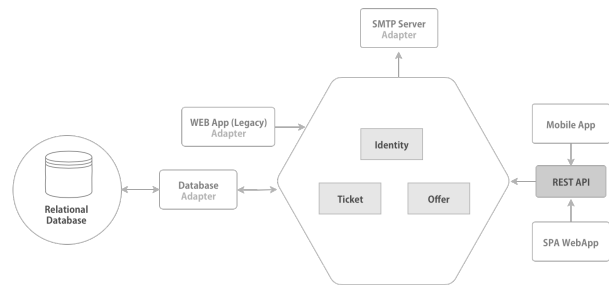 SMTP Server
Adapter
WEB App (Legacy)
Adapter
Mobile App
Identity
Database
Adapter
REST API
Relational
Database
Ticket
Offer
SPA WebApp